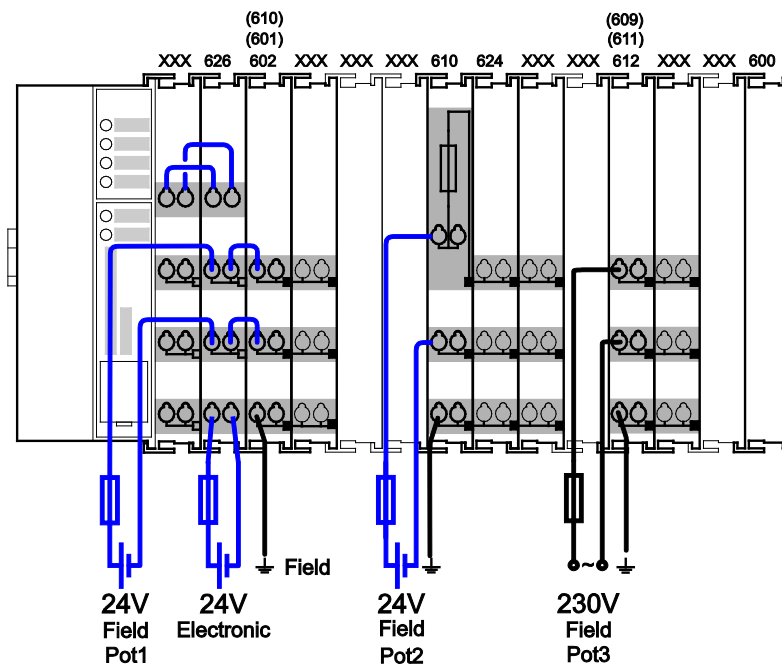 (610) (609)
(601) (611)
XXX 626 602 XXX XXX XXX 610 624 XXX XXX 612 XXX XXX 600
Field
~
24V 24V 24V 230V
Field Electronic Field Field
Pot1 Pot2 Pot3